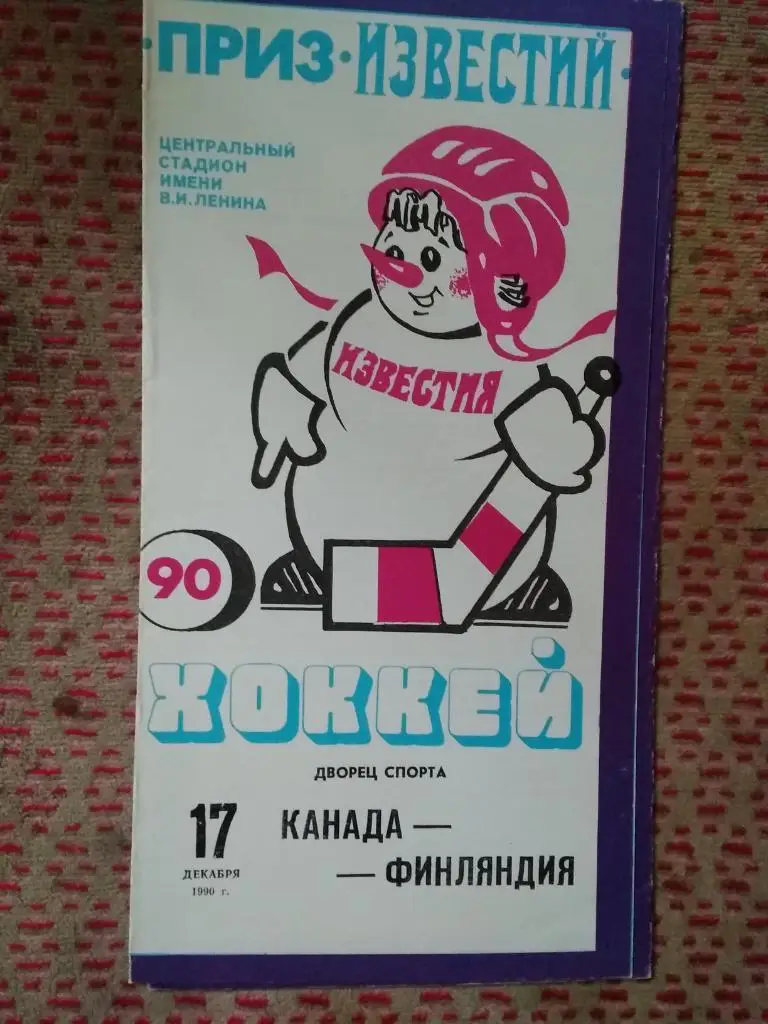 ·ПРИЗ·ИЗВЕСТИЙ·
ЦЕНТРАЛЬНЫЙ
СТАДИОН
ИМЕНИ
В.И.ЛЕНИНА
ИЗВЕСТИЯ
90
ХОККЕЙ
ДВОРЕЦ СПОРТА
17
ДЕКАБРЯ
1990 г.
КАНАДА —
— ФИНЛЯНДИЯ